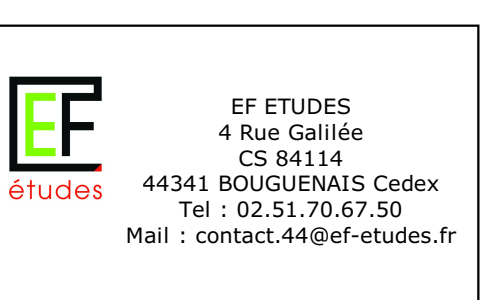 EF
études
EF ETUDES
4 Rue Galilée
CS 84114
44341 BOUGUENAIS Cedex
Tel : 02.51.70.67.50
Mail : contact.44@ef-etudes.fr